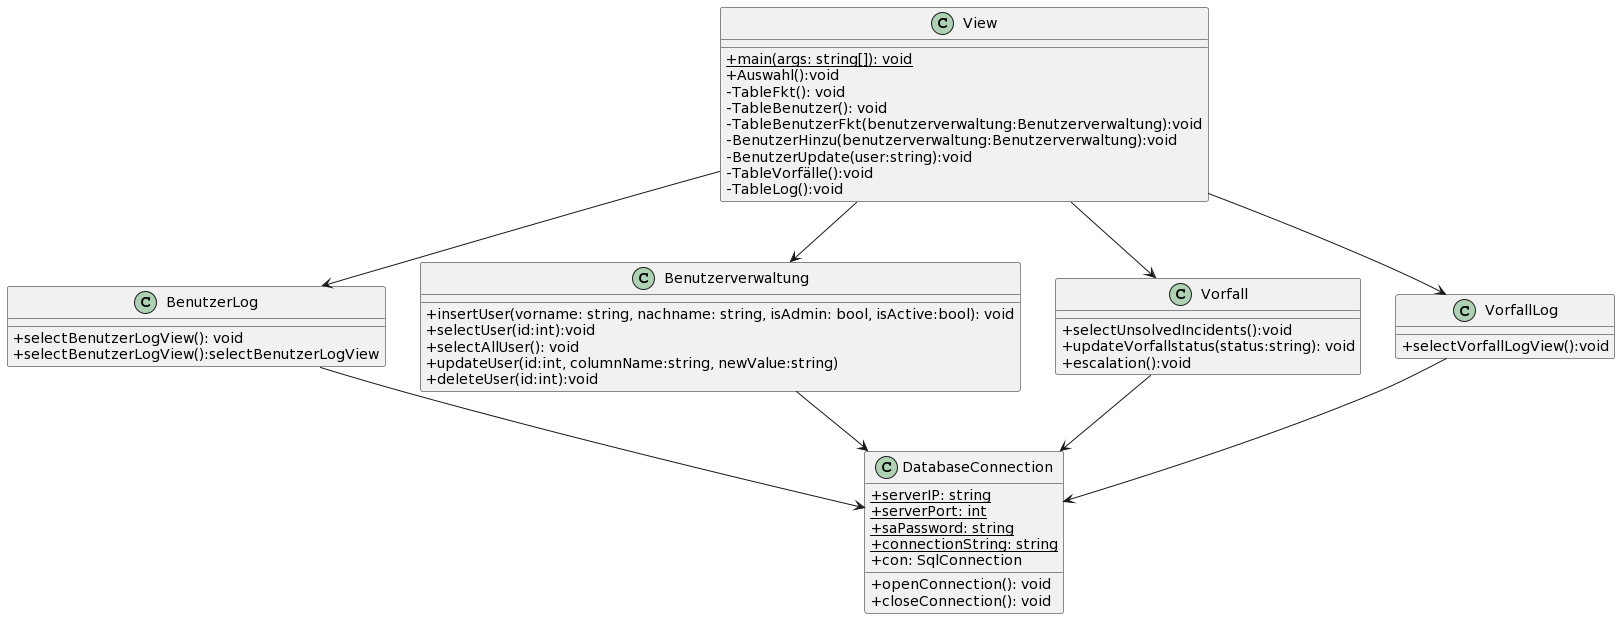 C View
+main(args: string[]): void
+Auswahl():void
-TableFkt(): void
-TableBenutzer(): void
-TableBenutzerFkt(benutzerverwaltung:Benutzerverwaltung):void
-BenutzerHinzu(benutzerverwaltung:Benutzerverwaltung):void
-BenutzerUpdate(user:string):void
-TableVorfälle():void
-TableLog():void
C BenutzerLog
+selectBenutzerLogView(): void
+selectBenutzerLogView():selectBenutzerLogView
C Benutzerverwaltung
+insertUser(vorname: string, nachname: string, isAdmin: bool, isActive:bool): void
+selectUser(id:int):void
+selectAllUser(): void
+updateUser(id:int, columnName:string, newValue:string)
+deleteUser(id:int):void
C Vorfall
+selectUnsolvedIncidents():void
+updateVorfallstatus(status:string): void
+escalation():void
C VorfallLog
+selectVorfallLogView():void
C DatabaseConnection
+serverIP: string
+serverPort: int
+saPassword: string
+connectionString: string
+con: SqlConnection
+openConnection(): void
+closeConnection(): void